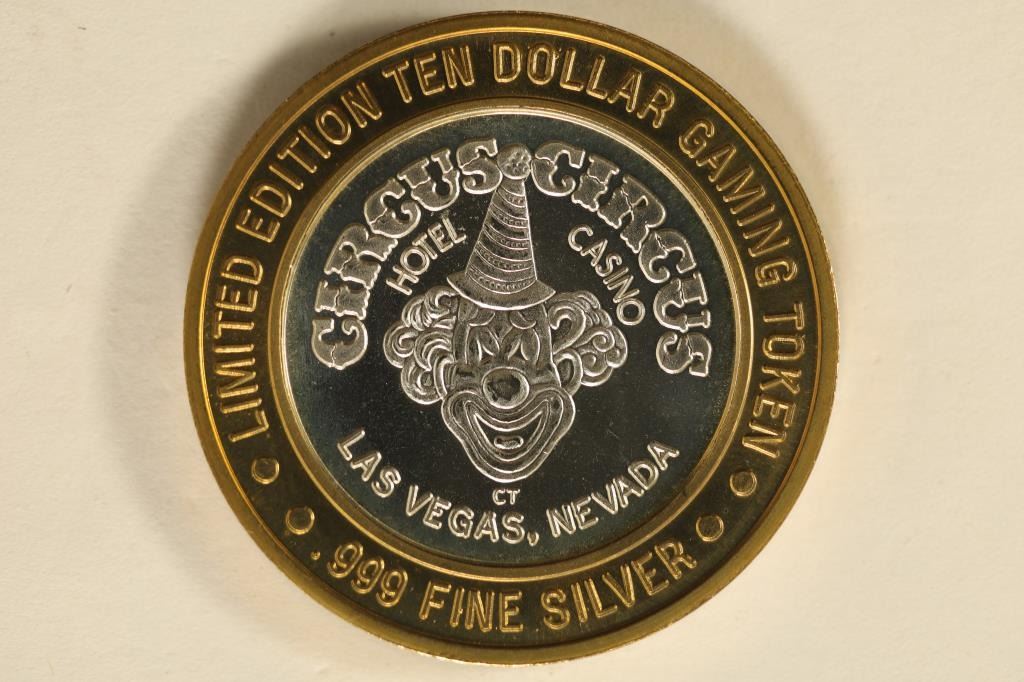 LIMITED EDITION TEN DOLLAR GAMING TOKEN
CIRCUS CIRCUS
HOTEL CASINO
CT
LAS VEGAS, NEVADA
.999 FINE SILVER